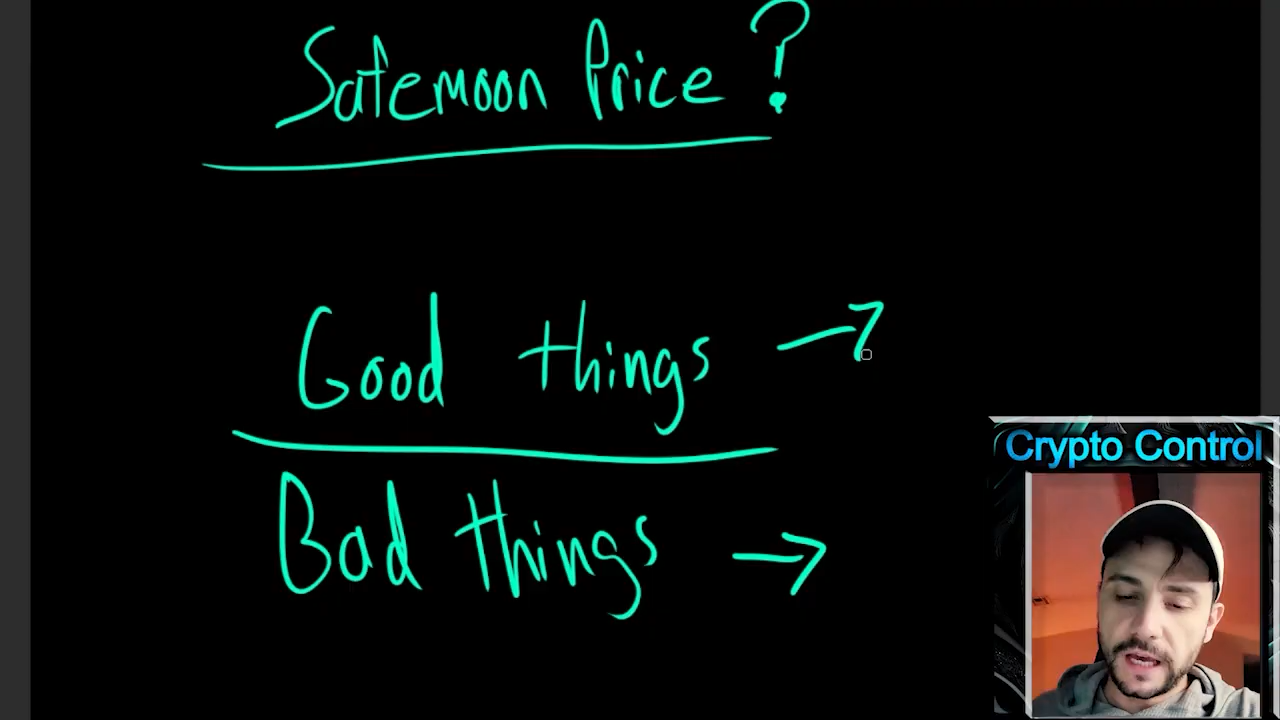 Safemoon Price?
Good things →
Bad things →
Crypto Control